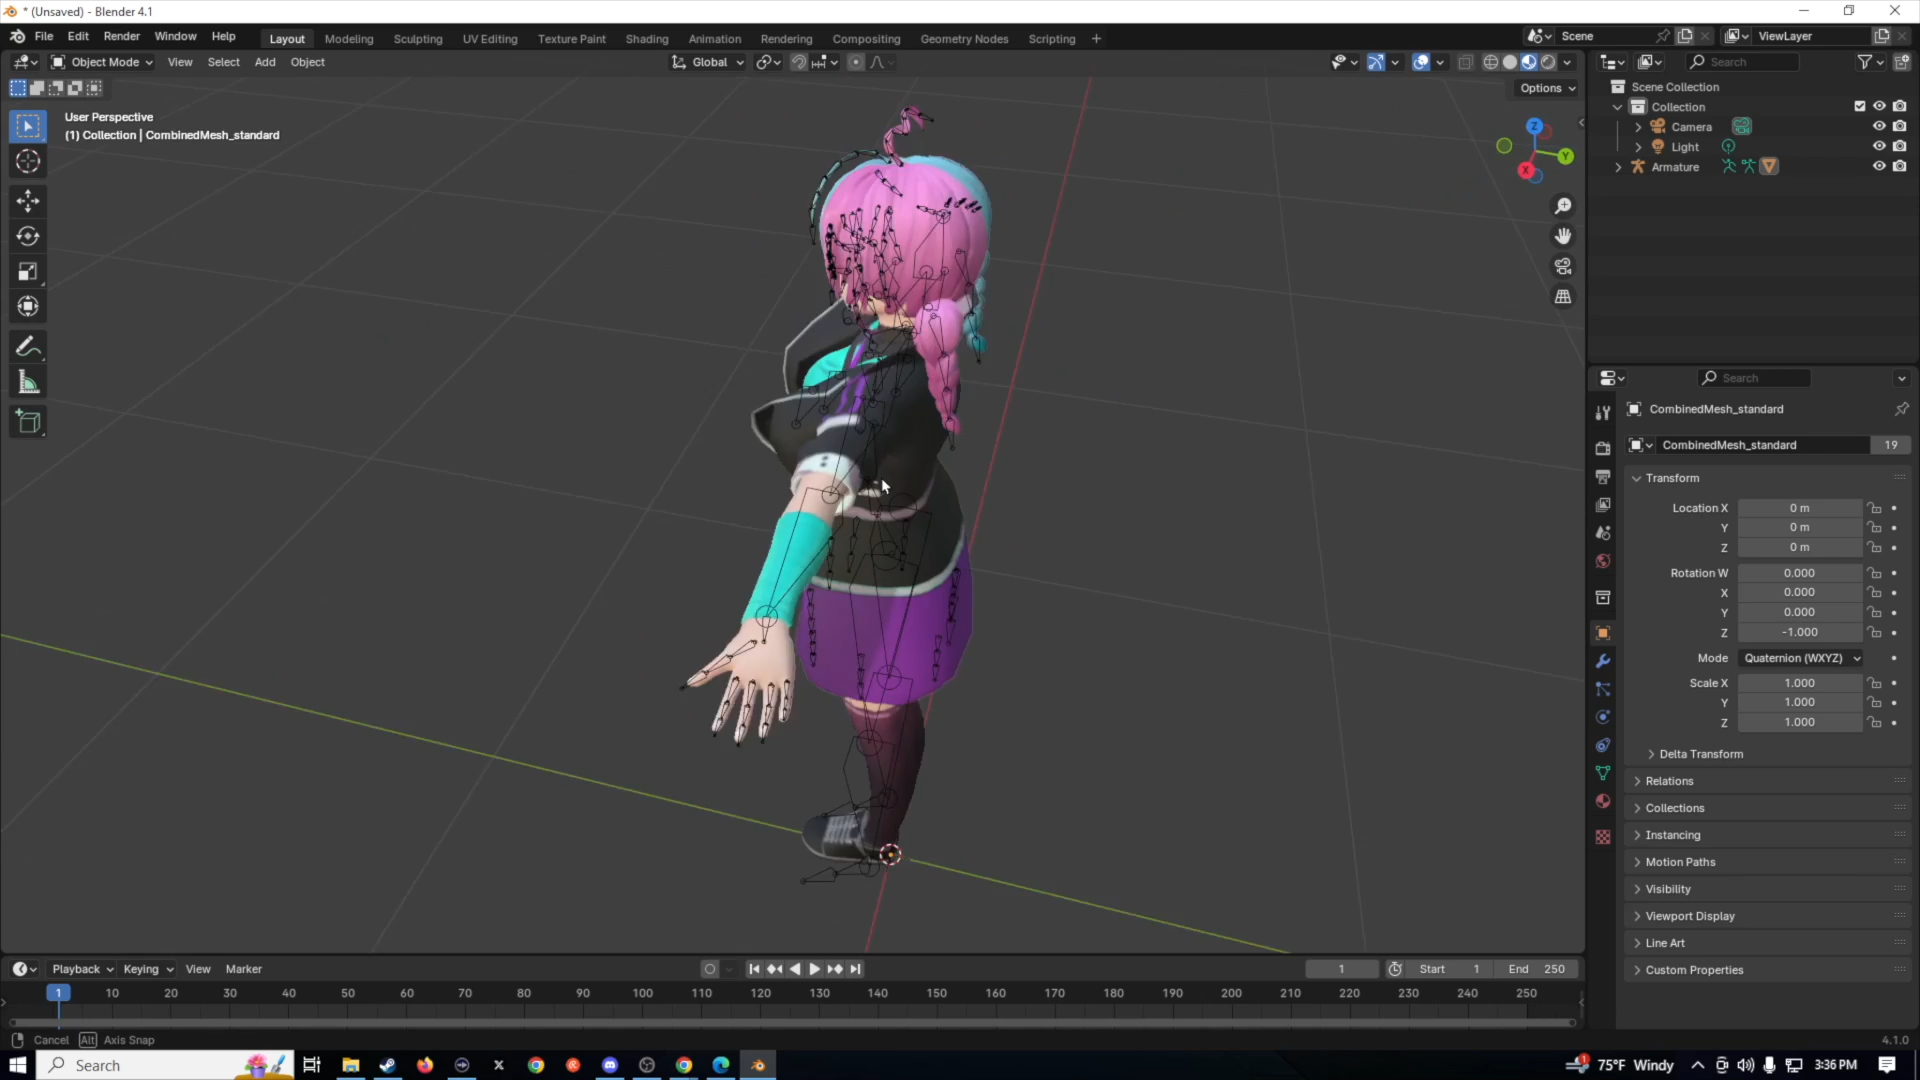 * (Unsaved) - Blender 4.1
File Edit Render Window Help
Layout Modeling Sculpting UV Editing Texture Paint Shading Animation Rendering Compositing Geometry Nodes Scripting +
Scene
ViewLayer
Object Mode View Select Add Object
Global
Search
Options
User Perspective
(1) Collection | CombinedMesh_standard
Z
Y
X
Scene Collection
Collection
Camera
Light
Armature
Search
CombinedMesh_standard
CombinedMesh_standard 19
Transform
Location X 0 m
Y 0 m
Z 0 m
Rotation W 0.000
X 0.000
Y 0.000
Z -1.000
Mode Quaternion (WXYZ)
Scale X 1.000
Y 1.000
Z 1.000
Delta Transform
Relations
Collections
Instancing
Motion Paths
Visibility
Viewport Display
Line Art
Custom Properties
Playback Keying View Marker
1 Start 1 End 250
1 10 20 30 40 50 60 70 80 90 100 110 120 130 140 150 160 170 180 190 200 210 220 230 240 250
Cancel Alt Axis Snap
4.1.0
Search
1 75°F Windy 3:36 PM